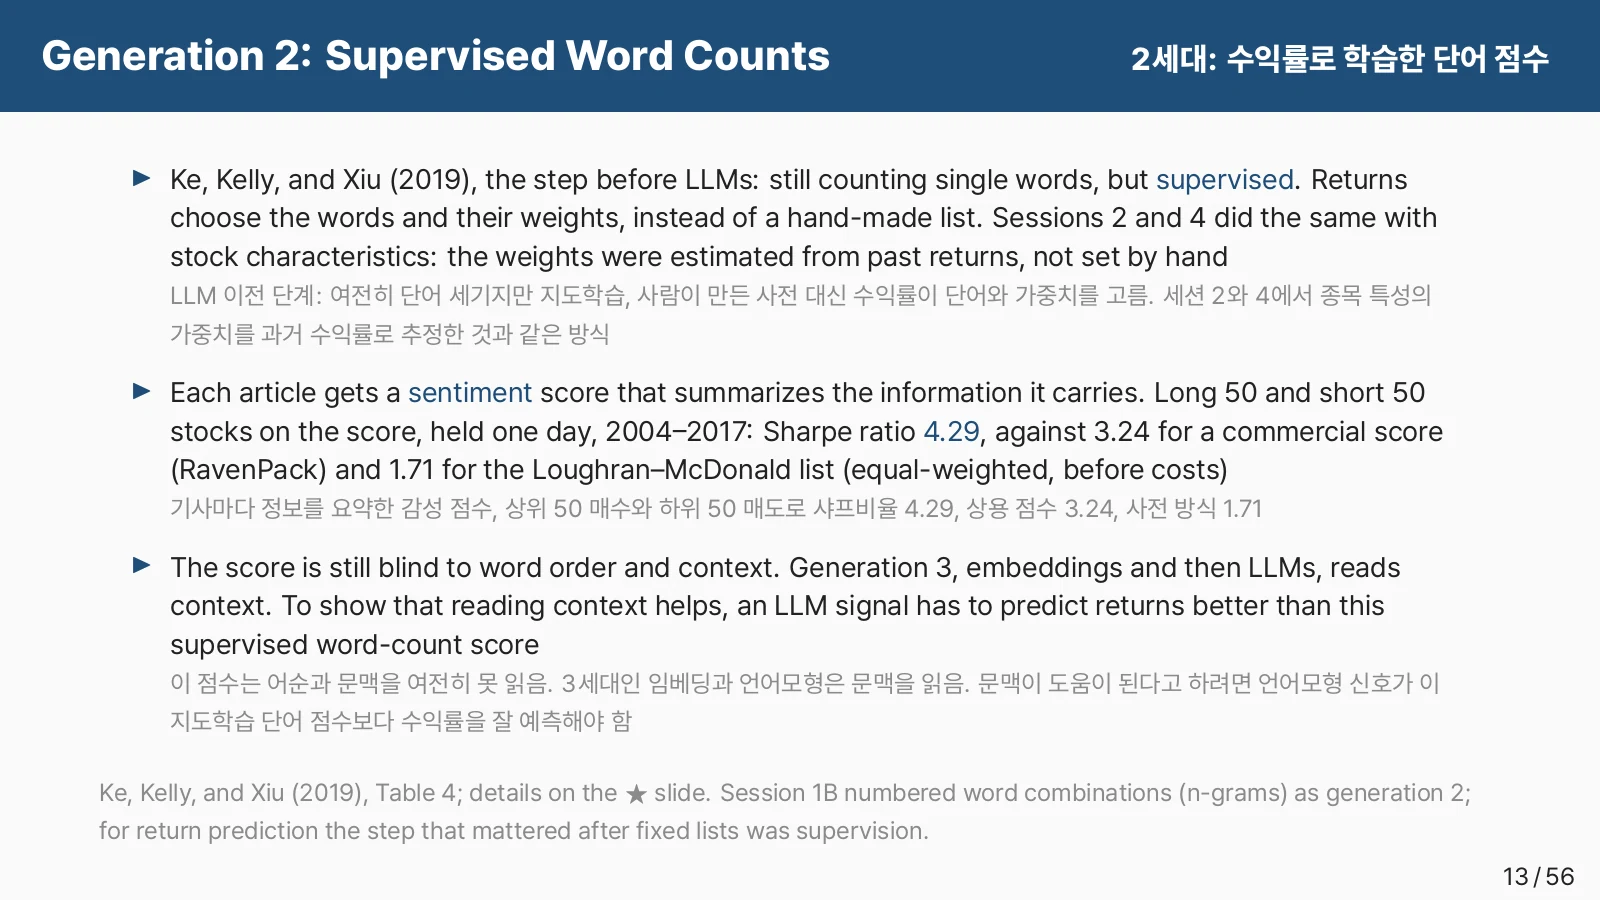 Generation 2: Supervised Word Counts
2세대: 수익률로 학습한 단어 점수
▶ Ke, Kelly, and Xiu (2019), the step before LLMs: still counting single words, but supervised. Returns
choose the words and their weights, instead of a hand-made list. Sessions 2 and 4 did the same with
stock characteristics: the weights were estimated from past returns, not set by hand
LLM 이전 단계: 여전히 단어 세기지만 지도학습, 사람이 만든 사전 대신 수익률이 단어와 가중치를 고름. 세션 2와 4에서 종목 특성의
가중치를 과거 수익률로 추정한 것과 같은 방식
▶ Each article gets a sentiment score that summarizes the information it carries. Long 50 and short 50
stocks on the score, held one day, 2004–2017: Sharpe ratio 4.29, against 3.24 for a commercial score
(RavenPack) and 1.71 for the Loughran–McDonald list (equal-weighted, before costs)
기사마다 정보를 요약한 감성 점수, 상위 50 매수와 하위 50 매도로 샤프비율 4.29, 상용 점수 3.24, 사전 방식 1.71
▶ The score is still blind to word order and context. Generation 3, embeddings and then LLMs, reads
context. To show that reading context helps, an LLM signal has to predict returns better than this
supervised word-count score
이 점수는 어순과 문맥을 여전히 못 읽음. 3세대인 임베딩과 언어모형은 문맥을 읽음. 문맥이 도움이 된다고 하려면 언어모형 신호가 이
지도학습 단어 점수보다 수익률을 잘 예측해야 함
Ke, Kelly, and Xiu (2019), Table 4; details on the ★ slide. Session 1B numbered word combinations (n-grams) as generation 2;
for return prediction the step that mattered after fixed lists was supervision.
13 / 56